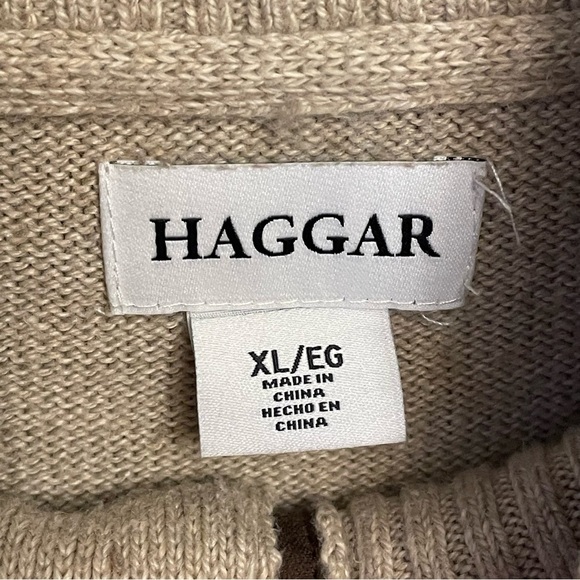 HAGGAR
XL/EG
MADE IN
CHINA
HECHO EN
CHINA